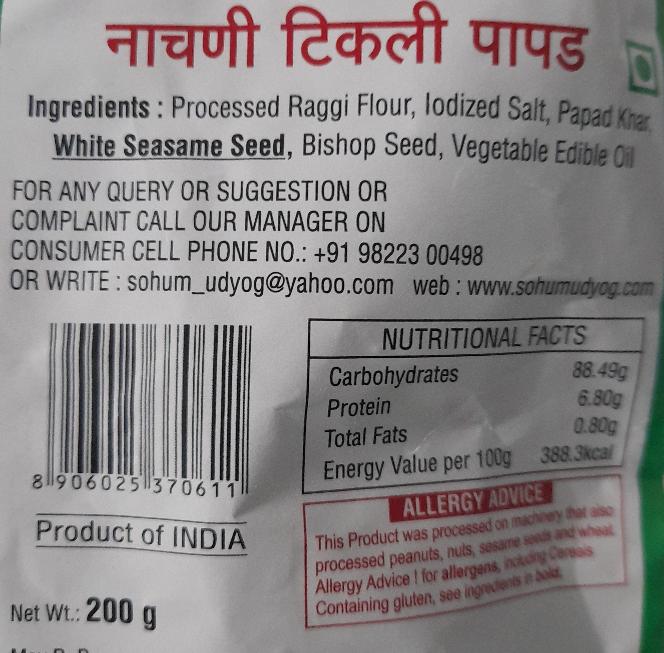 नाचणी टिकली पापड
Ingredients : Processed Raggi Flour, Iodized Salt, Papad Khar,
White Seasame Seed, Bishop Seed, Vegetable Edible Oil
FOR ANY QUERY OR SUGGESTION OR
COMPLAINT CALL OUR MANAGER ON
CONSUMER CELL PHONE NO.: +91 98223 00498
OR WRITE : sohum_udyog@yahoo.com web : www.sohumudyog.com
NUTRITIONAL FACTS
Carbohydrates 88.49g
Protein 6.80g
Total Fats 0.80g
Energy Value per 100g 388.3kcal
8 906025 370611
ALLERGY ADVICE
This Product was processed on machinery that also
processed peanuts, nuts, sesame seeds and wheat.
Allergy Advice ! for allergens, including Cereals
Containing gluten, see ingredients in bold.
Product of INDIA
Net Wt.: 200 g